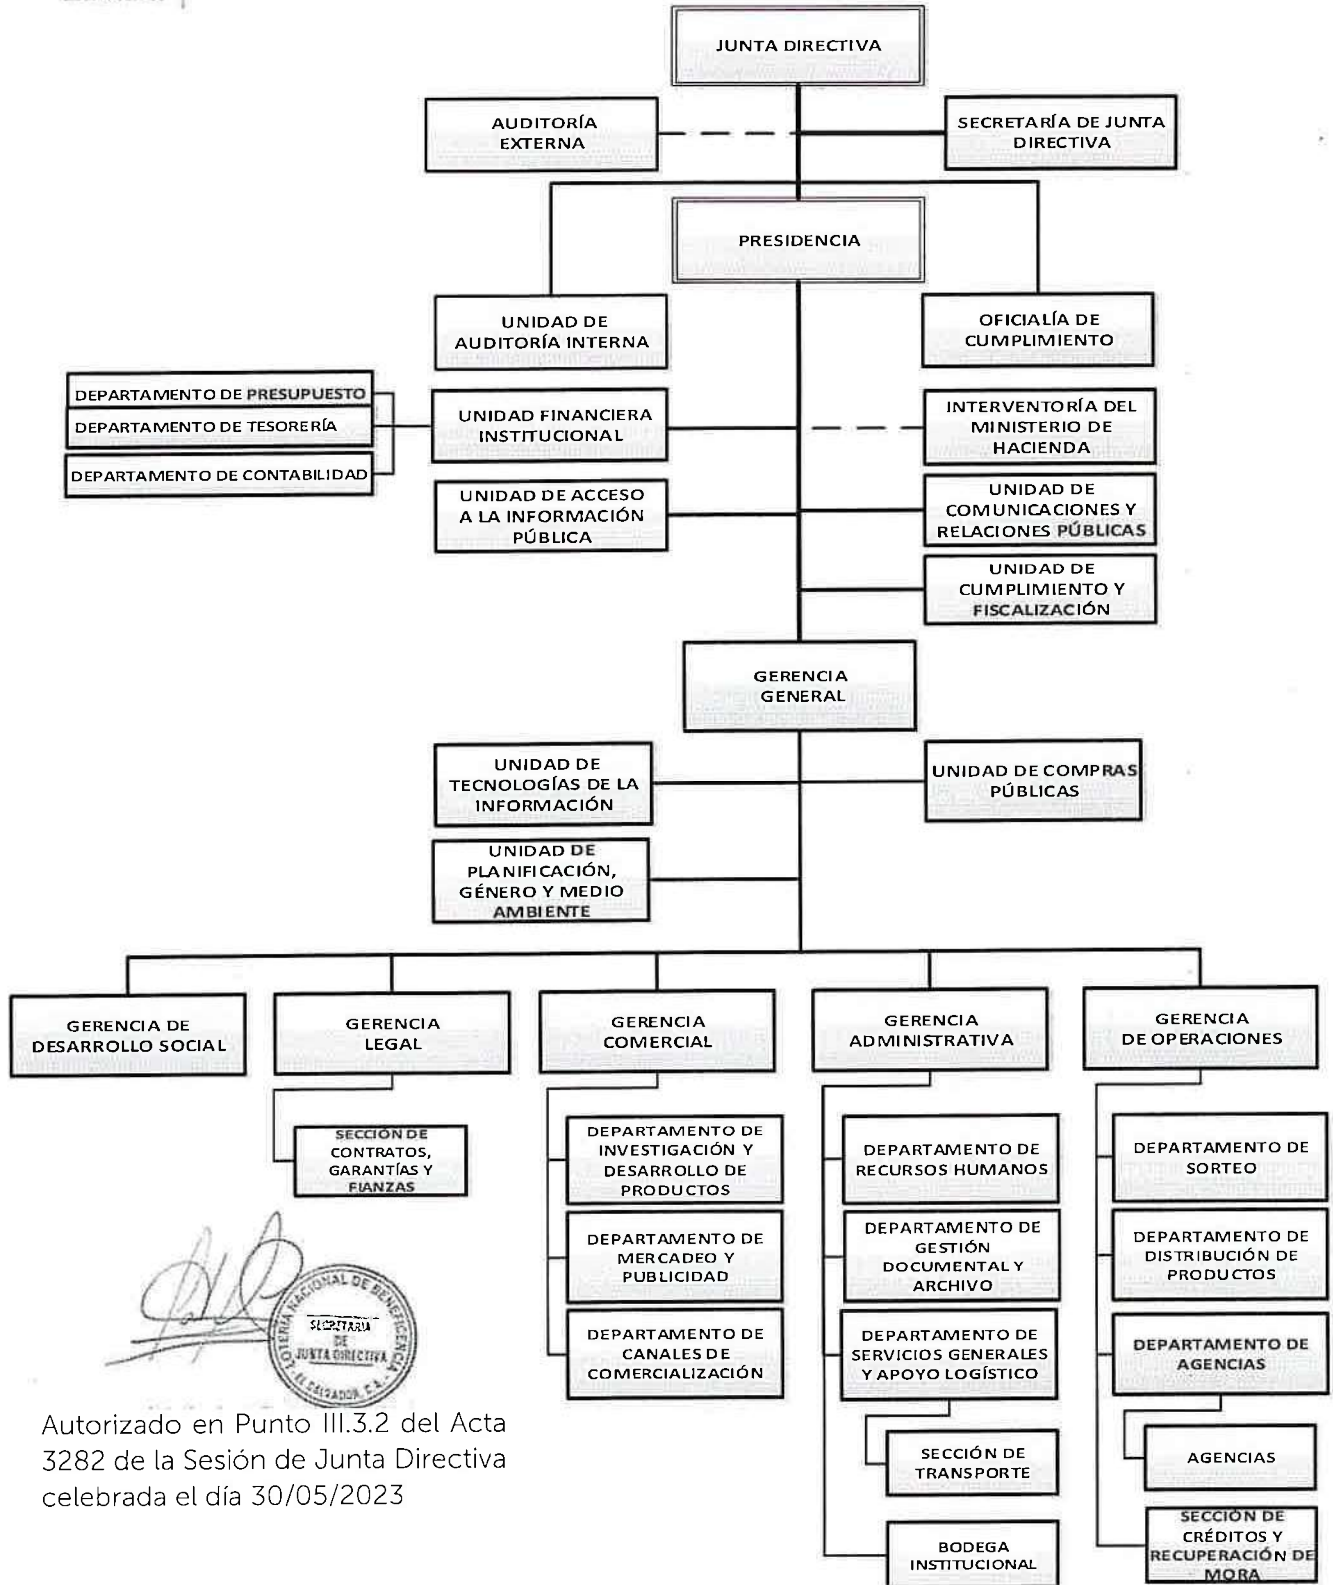 JUNTA DIRECTIVA
AUDITORÍA
EXTERNA
SECRETARÍA DE JUNTA
DIRECTIVA
PRESIDENCIA
UNIDAD DE
AUDITORÍA INTERNA
OFICIALÍA DE
CUMPLIMIENTO
DEPARTAMENTO DE PRESUPUESTO
DEPARTAMENTO DE TESORERÍA
DEPARTAMENTO DE CONTABILIDAD
UNIDAD FINANCIERA
INSTITUCIONAL
INTERVENTORÍA DEL
MINISTERIO DE
HACIENDA
UNIDAD DE ACCESO
A LA INFORMACIÓN
PÚBLICA
UNIDAD DE
COMUNICACIONES Y
RELACIONES PÚBLICAS
UNIDAD DE
CUMPLIMIENTO Y
FISCALIZACIÓN
GERENCIA
GENERAL
UNIDAD DE
TECNOLOGÍAS DE LA
INFORMACIÓN
UNIDAD DE COMPRAS
PÚBLICAS
UNIDAD DE
PLANIFICACIÓN,
GÉNERO Y MEDIO
AMBIENTE
GERENCIA DE
DESARROLLO SOCIAL
GERENCIA
LEGAL
GERENCIA
COMERCIAL
GERENCIA
ADMINISTRATIVA
GERENCIA
DE OPERACIONES
SECCIÓN DE
CONTRATOS,
GARANTÍAS Y
FIANZAS
DEPARTAMENTO DE
INVESTIGACIÓN Y
DESARROLLO DE
PRODUCTOS
DEPARTAMENTO DE
MERCADEO Y
PUBLICIDAD
DEPARTAMENTO DE
CANALES DE
COMERCIALIZACIÓN
DEPARTAMENTO DE
RECURSOS HUMANOS
DEPARTAMENTO DE
GESTIÓN
DOCUMENTAL Y
ARCHIVO
DEPARTAMENTO DE
SERVICIOS GENERALES
Y APOYO LOGÍSTICO
SECCIÓN DE
TRANSPORTE
BODEGA
INSTITUCIONAL
DEPARTAMENTO DE
SORTEO
DEPARTAMENTO DE
DISTRIBUCIÓN DE
PRODUCTOS
DEPARTAMENTO DE
AGENCIAS
AGENCIAS
SECCIÓN DE
CRÉDITOS Y
RECUPERACIÓN DE
MORA
LOTERIA NACIONAL DE BENEFICENCIA
SECRETARIA
DE
JUNTA DIRECTIVA
EL SALVADOR, C.A.
Autorizado en Punto III.3.2 del Acta
3282 de la Sesión de Junta Directiva
celebrada el día 30/05/2023